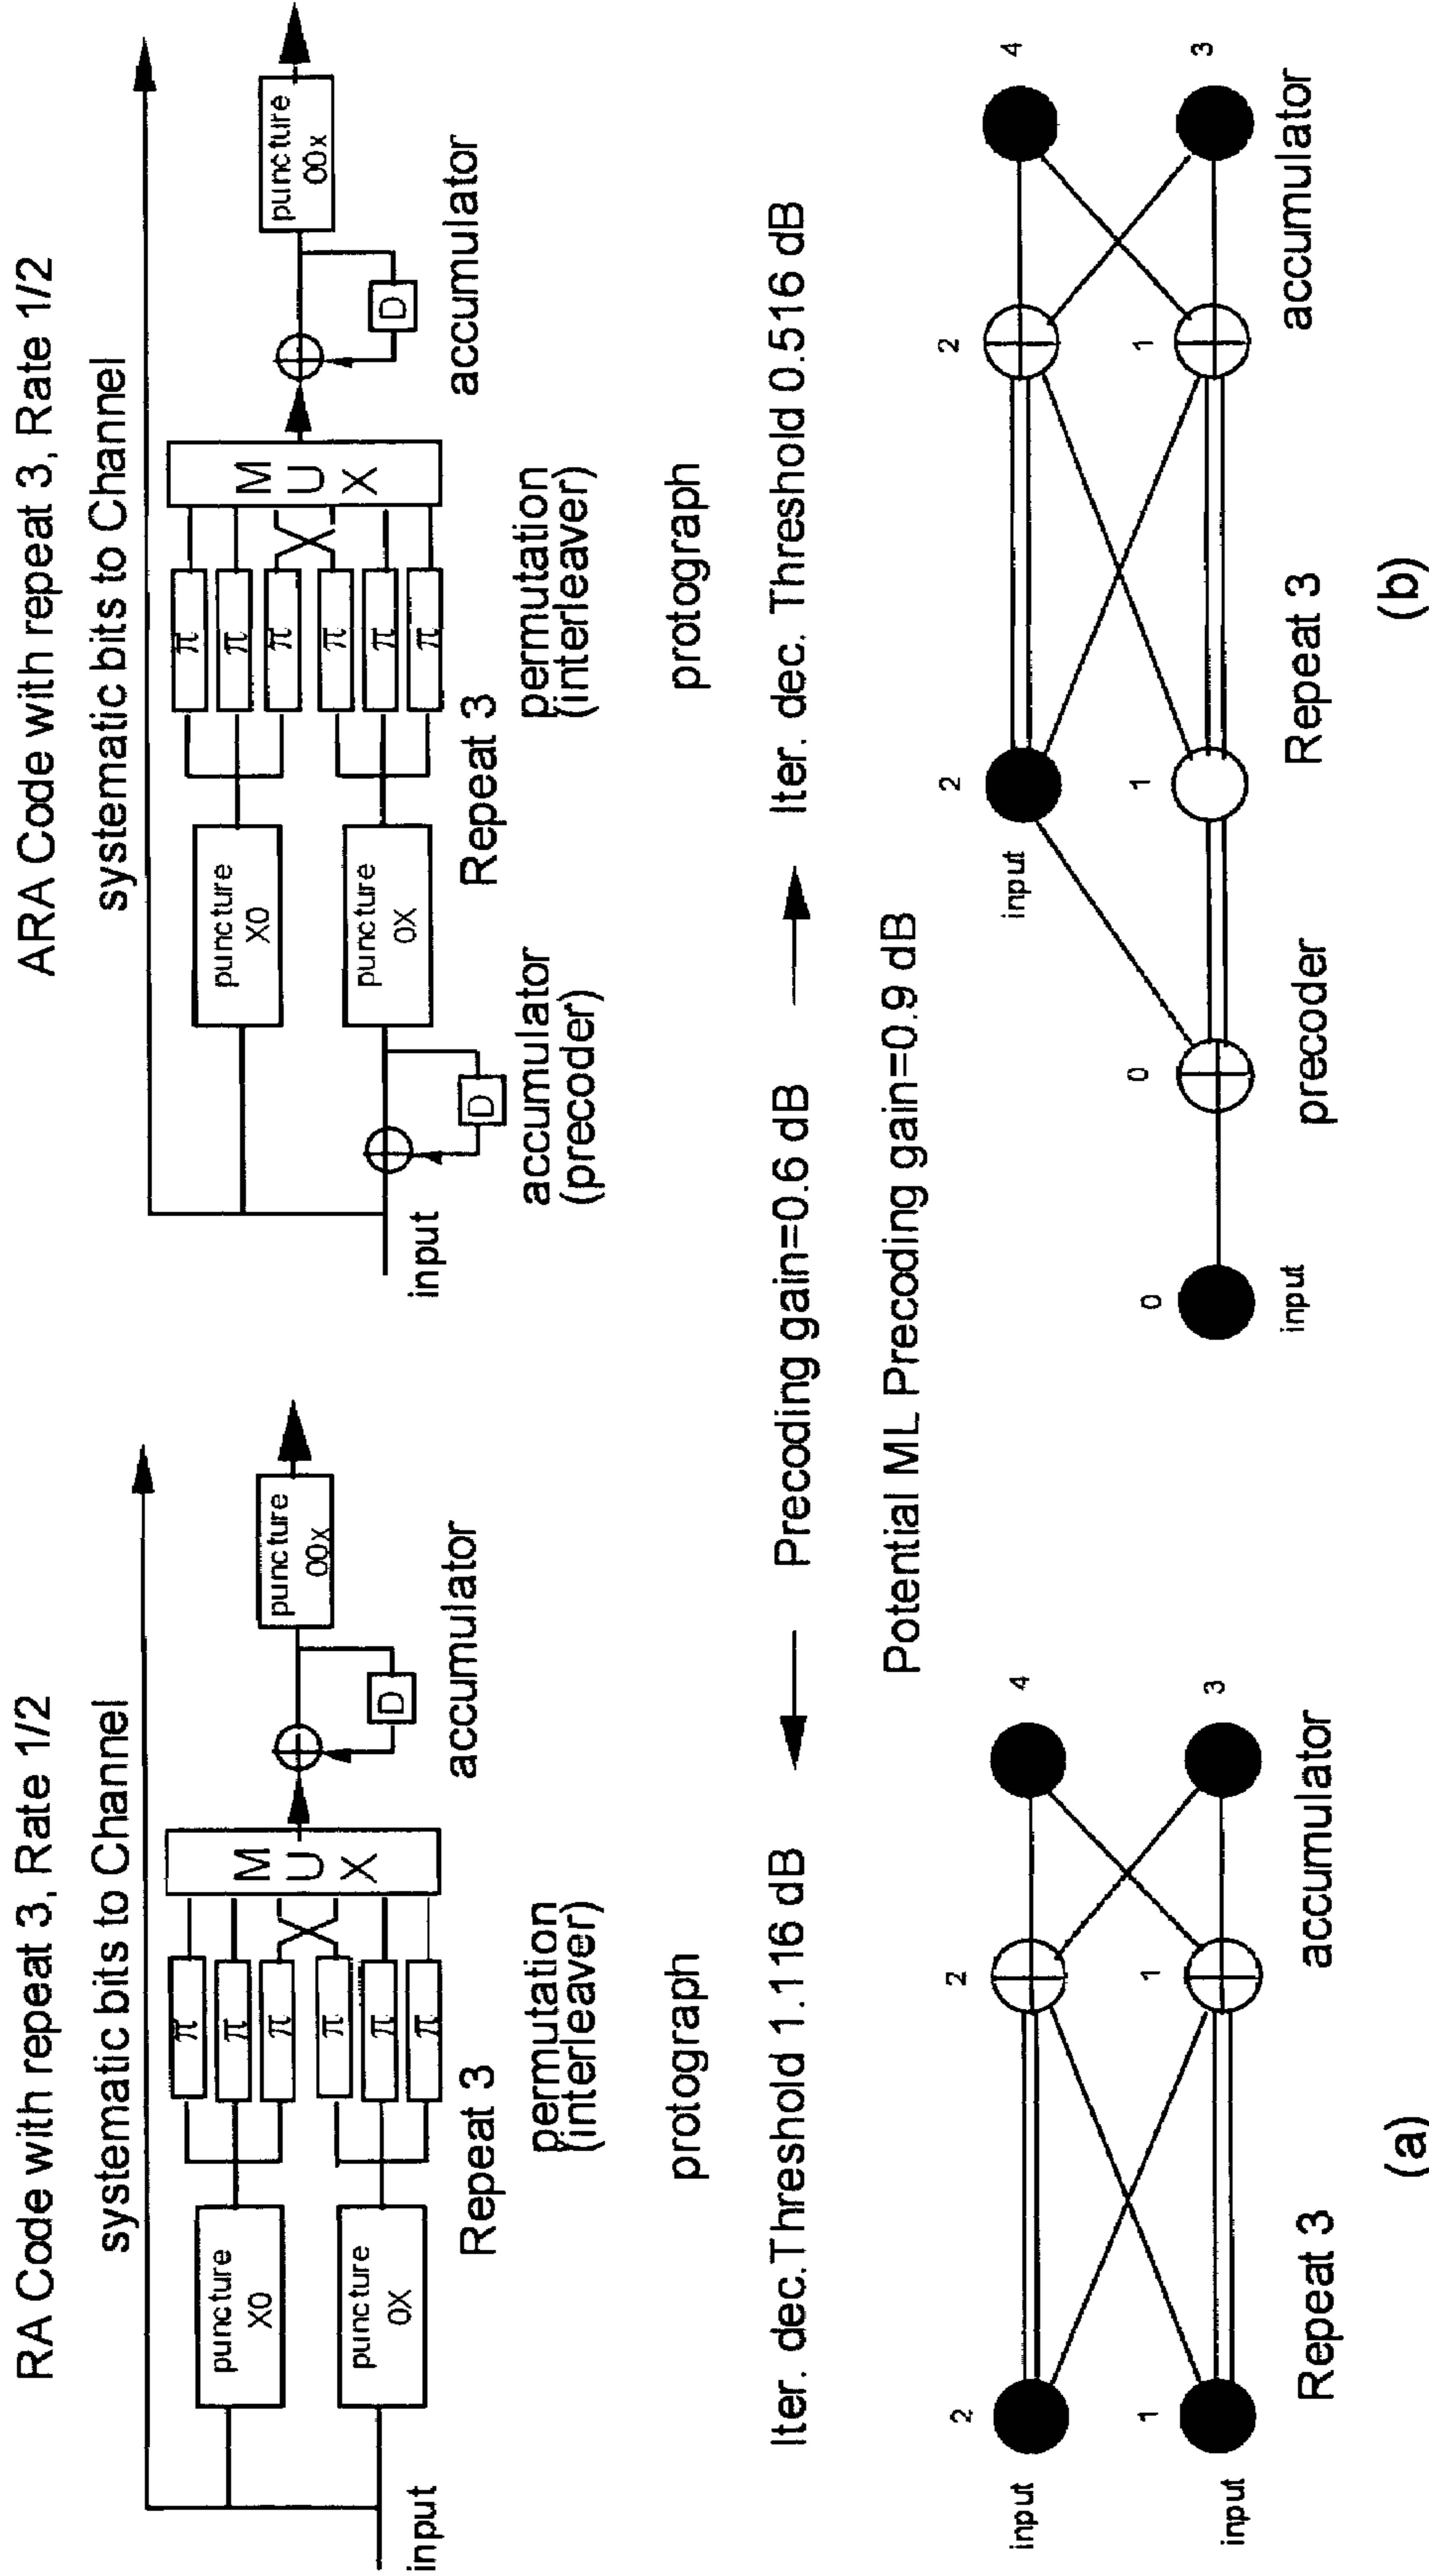 RA Code with repeat 3, Rate 1/2
systematic bits to Channel
input
puncture
X0
puncture
0X
Repeat 3
π
π
π
π
π
π
permutation
(interleaver)
M
U
X
D
accumulator
puncture
00x
protograph
ARA Code with repeat 3, Rate 1/2
systematic bits to Channel
input
accumulator
(precoder)
D
puncture
X0
puncture
0X
Repeat 3
π
π
π
π
π
π
permutation
(interleaver)
M
U
X
D
accumulator
puncture
00x
protograph
Iter. dec.Threshold 1.116 dB
Precoding gain=0.6 dB
Iter. dec. Threshold 0.516 dB
Potential ML Precoding gain=0.9 dB
input
2
2
4
input
1
1
3
Repeat 3
accumulator
(a)
input
2
2
4
0
0
1
1
3
input
precoder
Repeat 3
accumulator
(b)